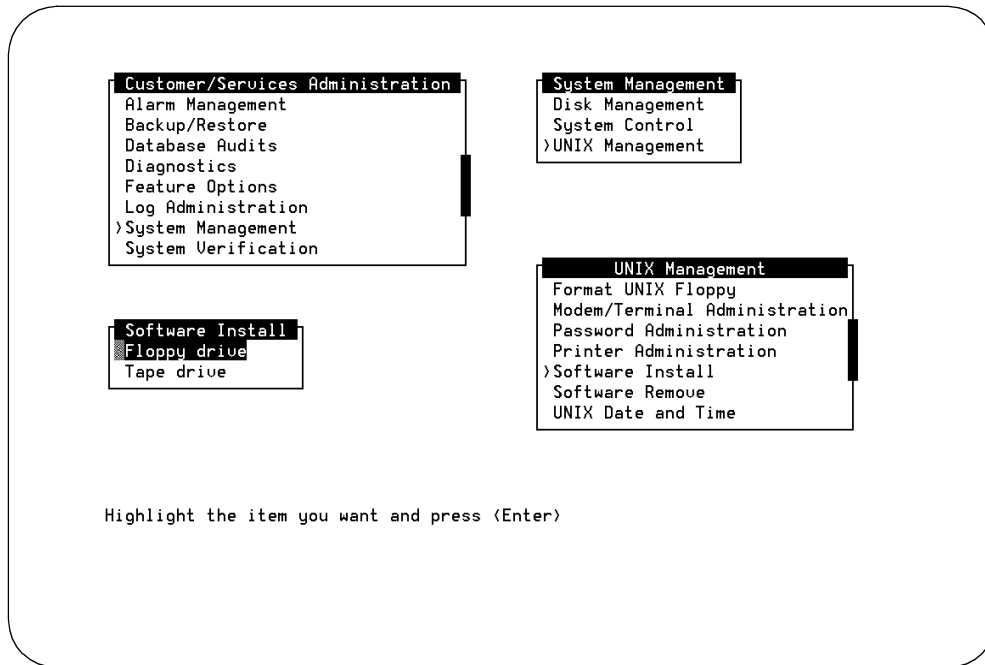 Customer/Services Administration
Alarm Management
Backup/Restore
Database Audits
Diagnostics
Feature Options
Log Administration
>System Management
System Verification
System Management
Disk Management
System Control
>UNIX Management
Software Install
Floppy drive
Tape drive
UNIX Management
Format UNIX Floppy
Modem/Terminal Administration
Password Administration
Printer Administration
>Software Install
Software Remove
UNIX Date and Time
Highlight the item you want and press <Enter>